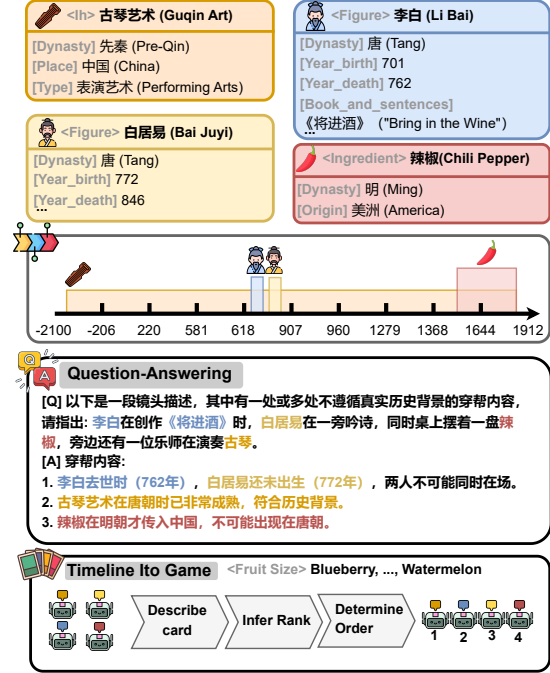 <Ih> 古琴艺术 (Guqin Art)
[Dynasty] 先秦 (Pre-Qin)
[Place] 中国 (China)
[Type] 表演艺术 (Performing Arts)
<Figure> 李白 (Li Bai)
[Dynasty] 唐 (Tang)
[Year_birth] 701
[Year_death] 762
[Book_and_sentences]
《将进酒》 ("Bring in the Wine")
...
<Figure> 白居易 (Bai Juyi)
[Dynasty] 唐 (Tang)
[Year_birth] 772
[Year_death] 846
...
<Ingredient> 辣椒(Chili Pepper)
[Dynasty] 明 (Ming)
[Origin] 美洲 (America)
-2100 -206 220 581 618 907 960 1279 1368 1644 1912
Q
A
Question-Answering
[Q] 以下是一段镜头描述，其中有一处或多处不遵循真实历史背景的穿帮内容，
请指出: 李白在创作《将进酒》时，白居易在一旁吟诗，同时桌上摆着一盘辣
椒，旁边还有一位乐师在演奏古琴。
[A] 穿帮内容:
1. 李白去世时（762年），白居易还未出生（772年），两人不可能同时在场。
2. 古琴艺术在唐朝时已非常成熟，符合历史背景。
3. 辣椒在明朝才传入中国，不可能出现在唐朝。
Timeline Ito Game <Fruit Size> Blueberry, ..., Watermelon
Describe
card
Infer Rank
Determine
Order
1 2 3 4